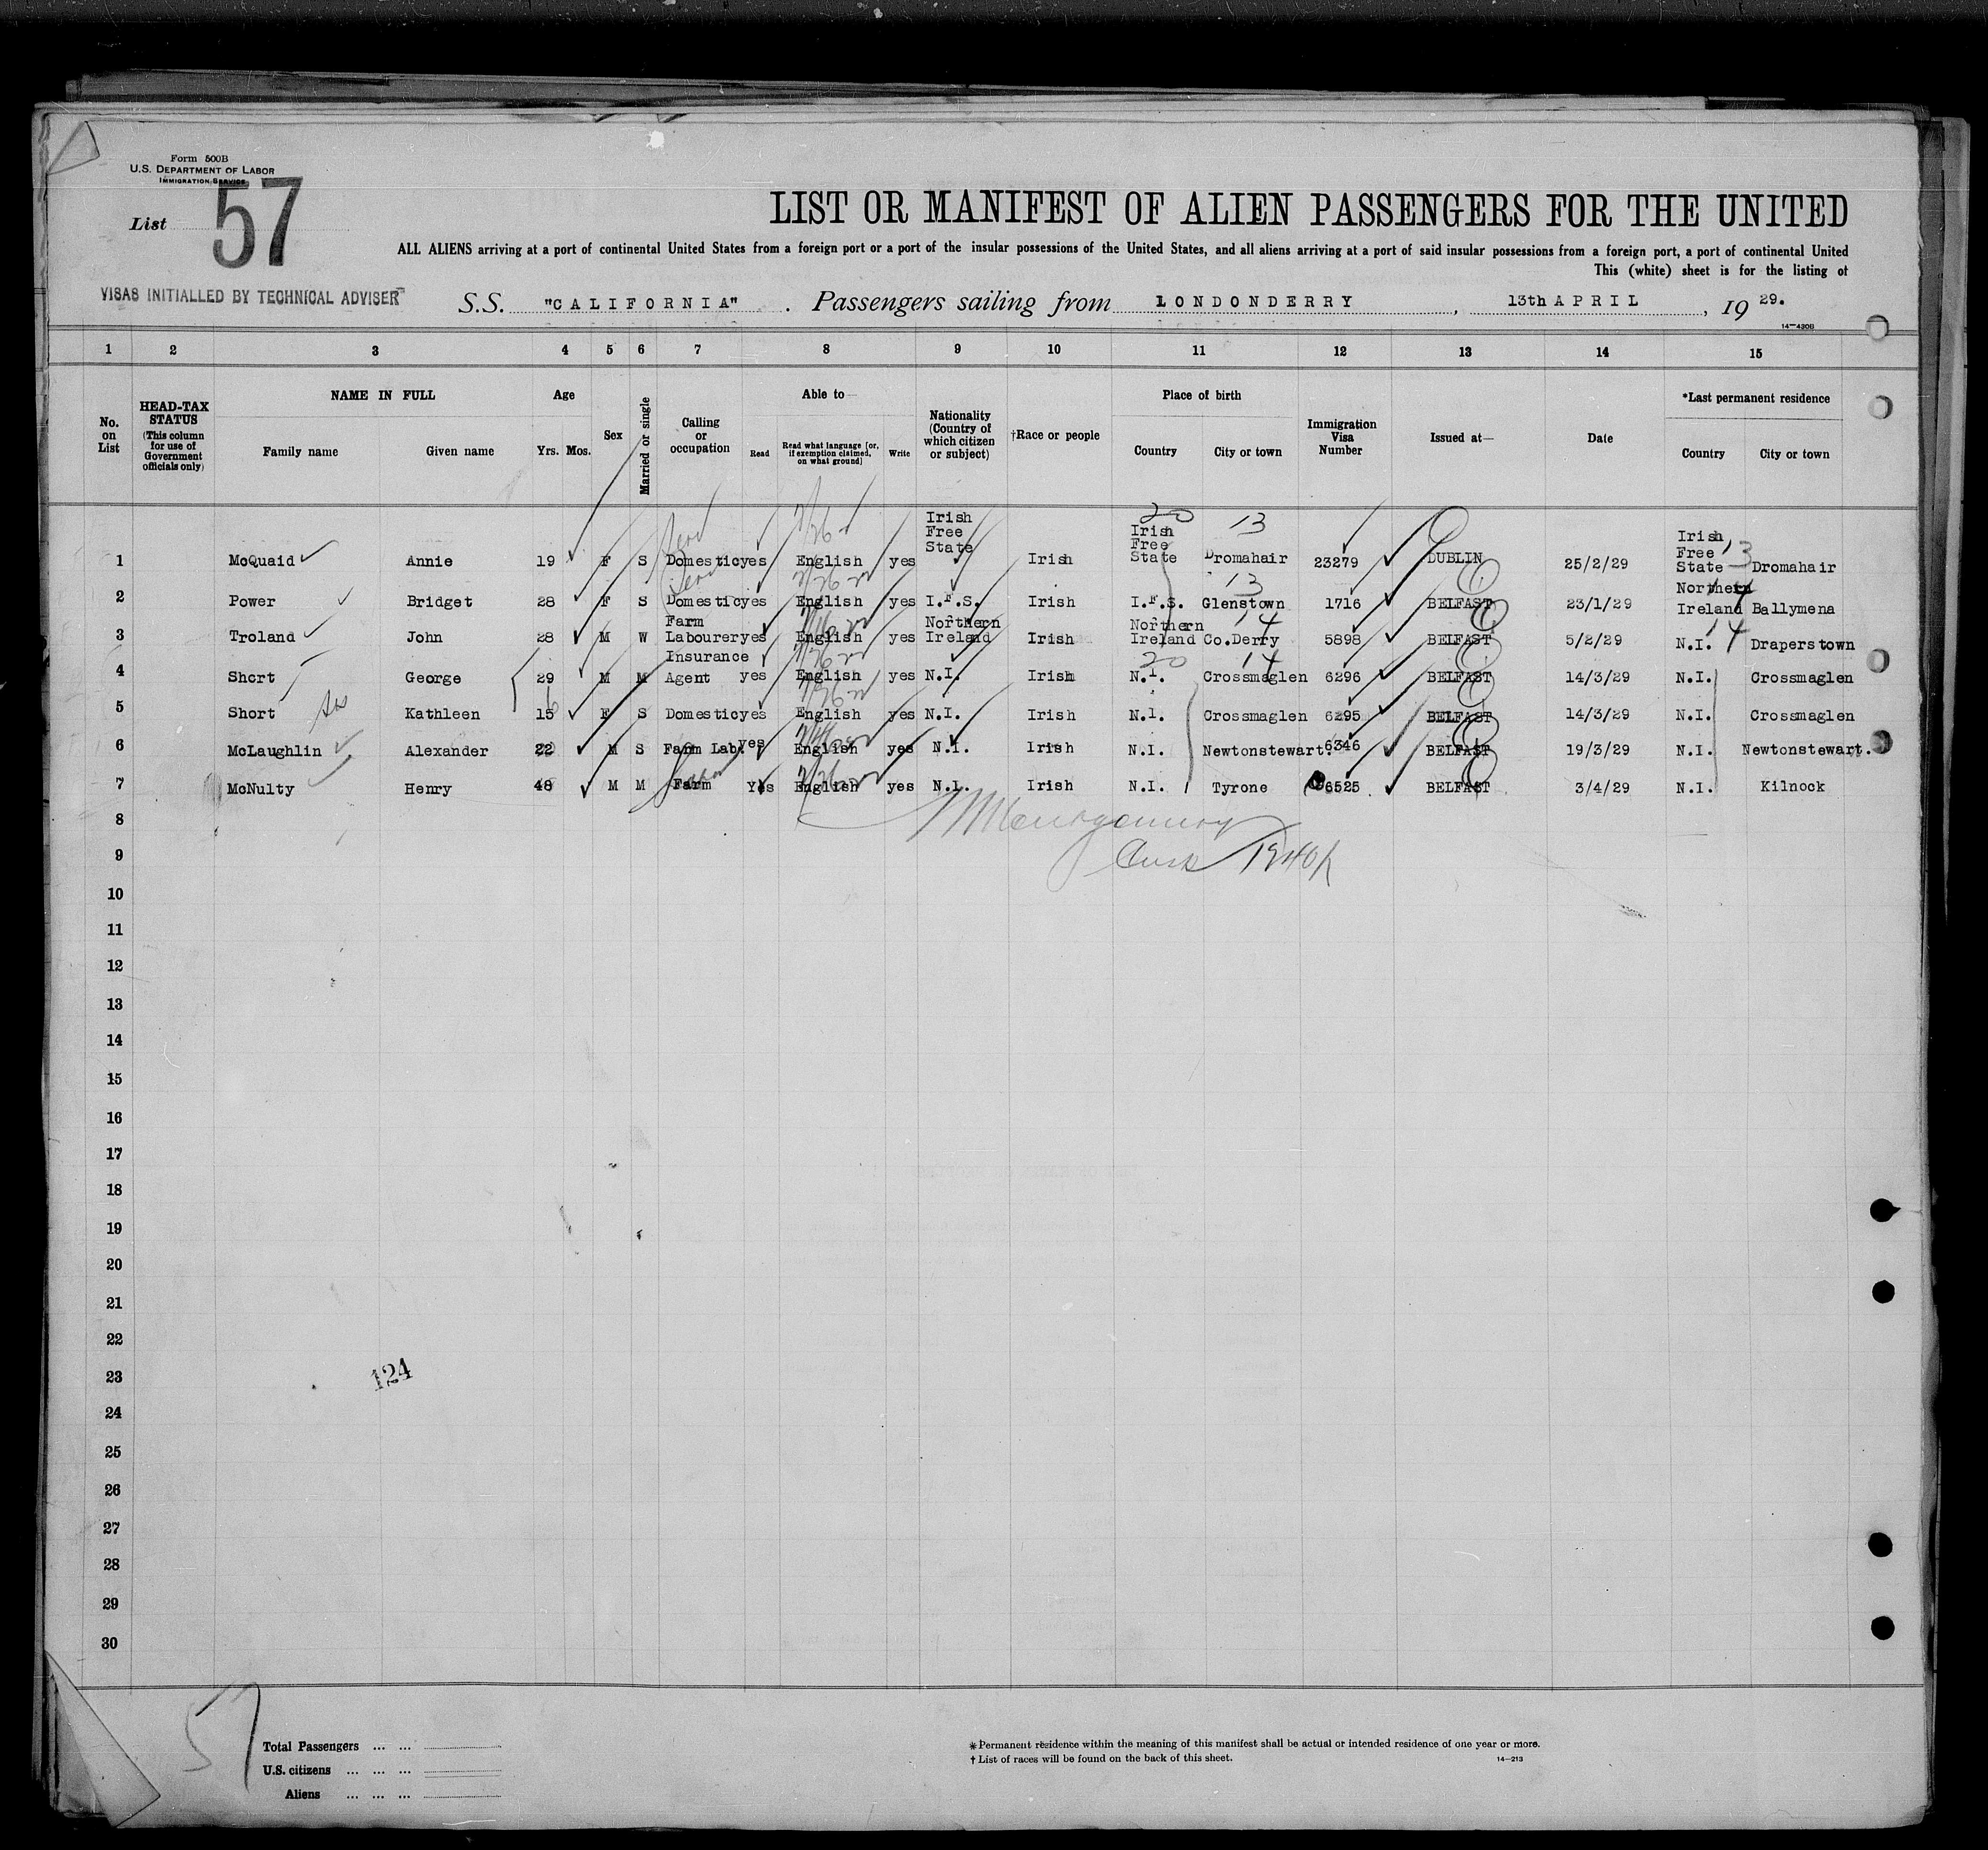 Form 500B
U.S. DEPARTMENT OF LABOR
IMMIGRATION SERVICE
List 57
LIST OR MANIFEST OF ALIEN PASSENGERS FOR THE UNITED
ALL ALIENS arriving at a port of continental United States from a foreign port or a port of the insular possessions of the United States, and all aliens arriving at a port of said insular possessions from a foreign port, a port of continental United
This (white) sheet is for the listing of
VISAS INITIALLED BY TECHNICAL ADVISER
S.S. "CALIFORNIA" . Passengers sailing from LONDONDERRY , 13th APRIL , 19 29.
14—430B
1 2 3 4 5 6 7 8 9 10 11 12 13 14 15
No. on List
HEAD-TAX STATUS (This column for use of Government officials only)
NAME IN FULL
Family name Given name
Age
Yrs. Mos.
Sex
Married or single
Calling or occupation
Able to—
Read
Read what language [or, if exemption claimed, on what ground]
Write
Nationality (Country of which citizen or subject)
†Race or people
Place of birth
Country City or town
Immigration Visa Number
Issued at—
Date
*Last permanent residence
Country City or town
1 McQuaid Annie 19 F S Domestic yes English yes Irish Free State Irish Irish Free State Dromahair 23279 DUBLIN 25/2/29 Irish Free State Dromahair
2 Power Bridget 28 F S Domestic yes English yes I.F.S. Irish I.F.S. Glenstown 1716 BELFAST 23/1/29 Northern Ireland Ballymena
3 Troland John 28 M W Farm Labourer yes English yes Northern Ireland Irish Northern Ireland Co.Derry 5898 BELFAST 5/2/29 N.I. Draperstown
4 Short George 29 M M Insurance Agent yes English yes N.I. Irish N.I. Crossmaglen 6296 BELFAST 14/3/29 N.I. Crossmaglen
5 Short Kathleen 15 F S Domestic yes English yes N.I. Irish N.I. Crossmaglen 6295 BELFAST 14/3/29 N.I. Crossmaglen
6 McLaughlin Alexander 22 M S Farm Lab. yes English yes N.I. Irish N.I. Newtonstewart. 6346 BELFAST 19/3/29 N.I. Newtonstewart.
7 McNulty Henry 48 M M Farm Yes English yes N.I. Irish N.I. Tyrone 6525 BELFAST 3/4/29 N.I. Kilnock
8
9
10
11
12
13
14
15
16
17
18
19
20
21
22
23
124
24
25
26
27
28
29
30
57
Total Passengers ... ...
U.S. citizens ... ... ...
Aliens ... ... ...
*Permanent residence within the meaning of this manifest shall be actual or intended residence of one year or more.
†List of races will be found on the back of this sheet.
14—213